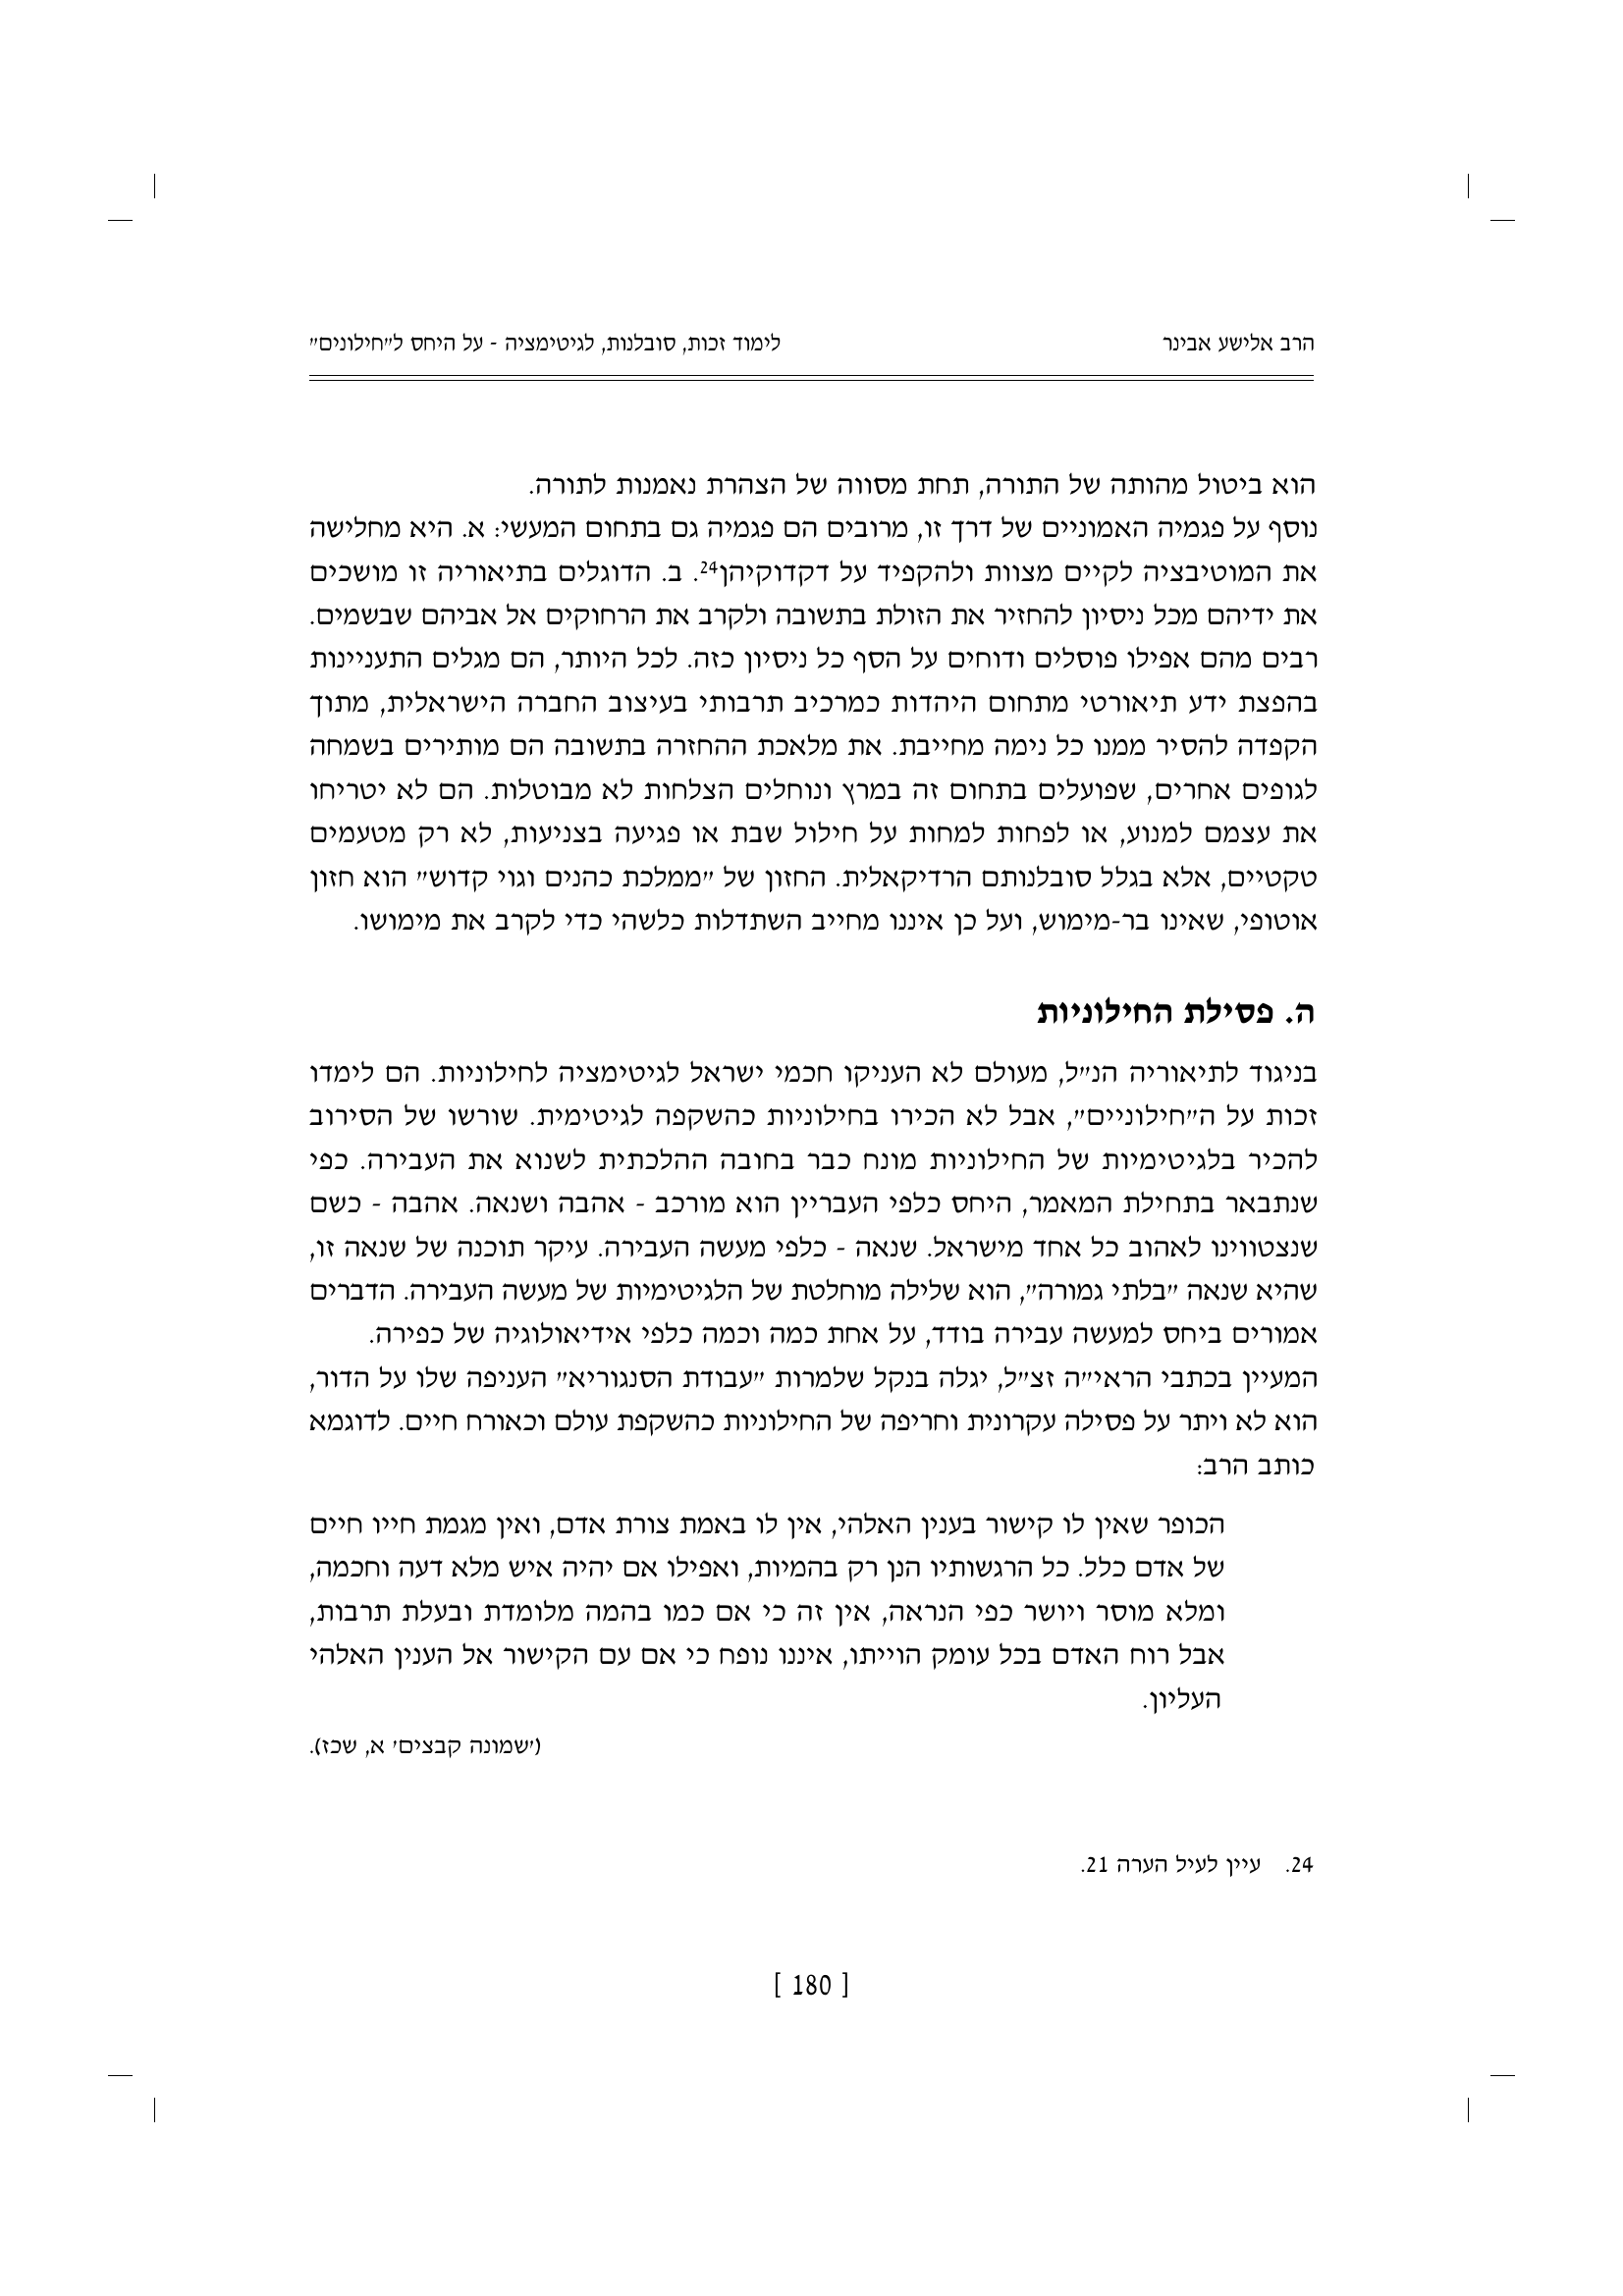 הרב אלישע אבינר
לימוד זכות, סובלנות, לגיטימציה - על היחס ל"חילונים"
הוא ביטול מהותה של התורה, תחת מסווה של הצהרת נאמנות לתורה.
נוסף על פגמיה האמוניים של דרך זו, מרובים הם פגמיה גם בתחום המעשי: א. היא מחלישה
את המוטיבציה לקיים מצוות ולהקפיד על דקדוקיהן24. ב. הדוגלים בתיאוריה זו מושכים
את ידיהם מכל ניסיון להחזיר את הזולת בתשובה ולקרב את הרחוקים אל אביהם שבשמים.
רבים מהם אפילו פוסלים ודוחים על הסף כל ניסיון כזה. לכל היותר, הם מגלים התעניינות
בהפצת ידע תיאורטי מתחום היהדות כמרכיב תרבותי בעיצוב החברה הישראלית, מתוך
הקפדה להסיר ממנו כל נימה מחייבת. את מלאכת ההחזרה בתשובה הם מותירים בשמחה
לגופים אחרים, שפועלים בתחום זה במרץ ונוחלים הצלחות לא מבוטלות. הם לא יטריחו
את עצמם למנוע, או לפחות למחות על חילול שבת או פגיעה בצניעות, לא רק מטעמים
טקטיים, אלא בגלל סובלנותם הרדיקאלית. החזון של "ממלכת כהנים וגוי קדוש" הוא חזון
אוטופי, שאינו בר-מימוש, ועל כן איננו מחייב השתדלות כלשהי כדי לקרב את מימושו.
ה. פסילת החילוניות
בניגוד לתיאוריה הנ"ל, מעולם לא העניקו חכמי ישראל לגיטימציה לחילוניות. הם לימדו
זכות על ה"חילוניים", אבל לא הכירו בחילוניות כהשקפה לגיטימית. שורשו של הסירוב
להכיר בלגיטימיות של החילוניות מונח כבר בחובה ההלכתית לשנוא את העבירה. כפי
שנתבאר בתחילת המאמר, היחס כלפי העבריין הוא מורכב - אהבה ושנאה. אהבה - כשם
שנצטווינו לאהוב כל אחד מישראל. שנאה - כלפי מעשה העבירה. עיקר תוכנה של שנאה זו,
שהיא שנאה "בלתי גמורה", הוא שלילה מוחלטת של הלגיטימיות של מעשה העבירה. הדברים
אמורים ביחס למעשה עבירה בודד, על אחת כמה וכמה כלפי אידיאולוגיה של כפירה.
המעיין בכתבי הראי"ה זצ"ל, יגלה בנקל שלמרות "עבודת הסנגוריא" העניפה שלו על הדור,
הוא לא ויתר על פסילה עקרונית וחריפה של החילוניות כהשקפת עולם וכאורח חיים. לדוגמא
כותב הרב:
הכופר שאין לו קישור בענין האלהי, אין לו באמת צורת אדם, ואין מגמת חייו חיים
של אדם כלל. כל הרגשותיו הנן רק בהמיות, ואפילו אם יהיה איש מלא דעה וחכמה,
ומלא מוסר ויושר כפי הנראה, אין זה כי אם כמו בהמה מלומדת ובעלת תרבות,
אבל רוח האדם בכל עומק הוייתו, איננו נופח כי אם עם הקישור אל הענין האלהי
העליון.
('שמונה קבצים' א, שכז).
24. עיין לעיל הערה 21.
[ 180 ]